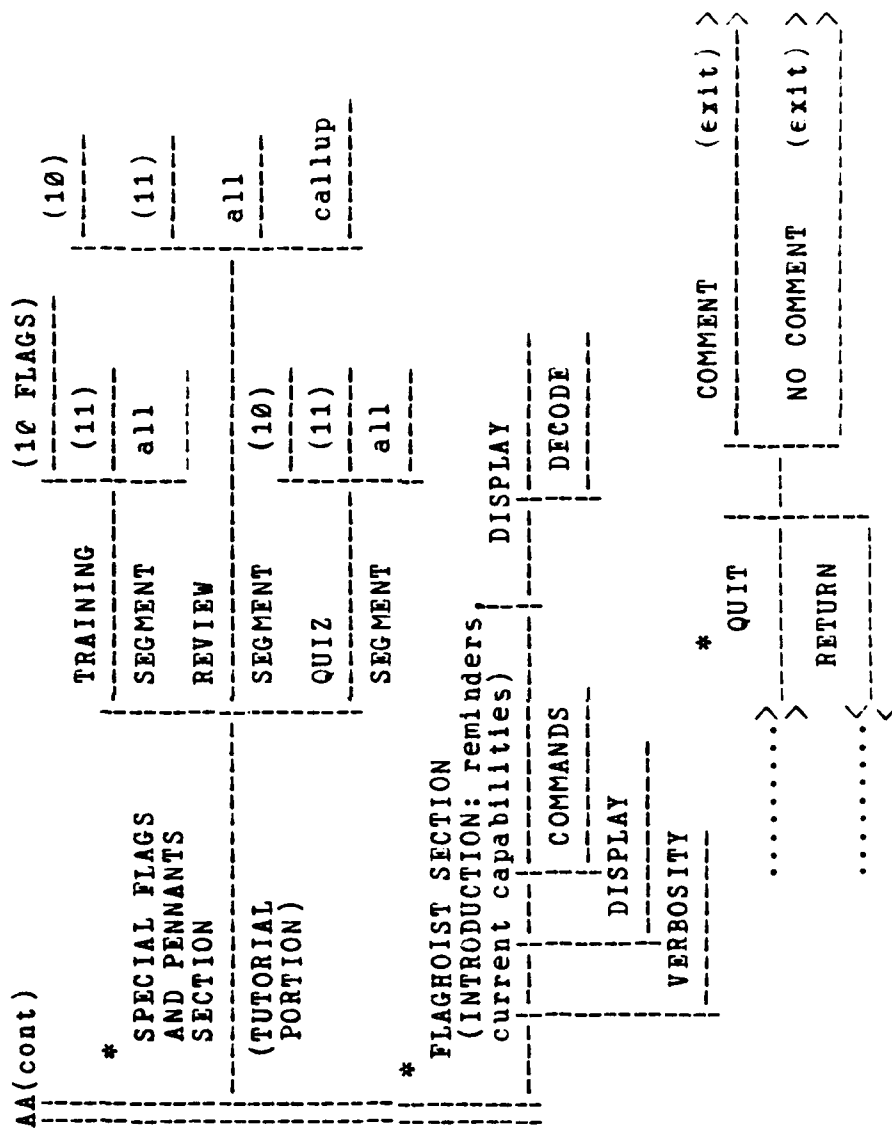 AA(cont) (10 FLAGS)
(10)
TRAINING (11)
*
SPECIAL FLAGS SEGMENT all (11)
AND PENNANTS
SECTION REVIEW
all
(TUTORIAL SEGMENT (10)
PORTION)
QUIZ (11) callup
SEGMENT all
*
FLAGHOIST SECTION
(INTRODUCTION: reminders,
current capabilities) DISPLAY
COMMANDS DECODE
DISPLAY
VERBOSITY
* COMMENT (exit) >
QUIT
NO COMMENT (exit) >
RETURN